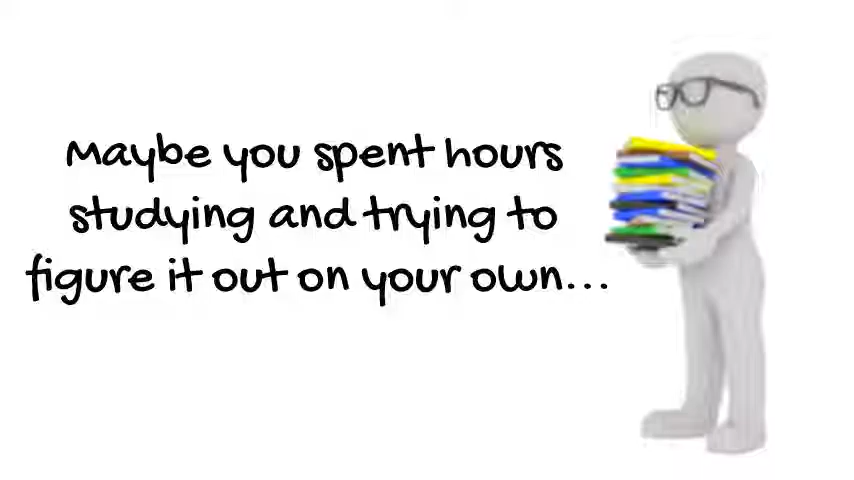 Maybe you spent hours
studying and trying to
figure it out on your own...